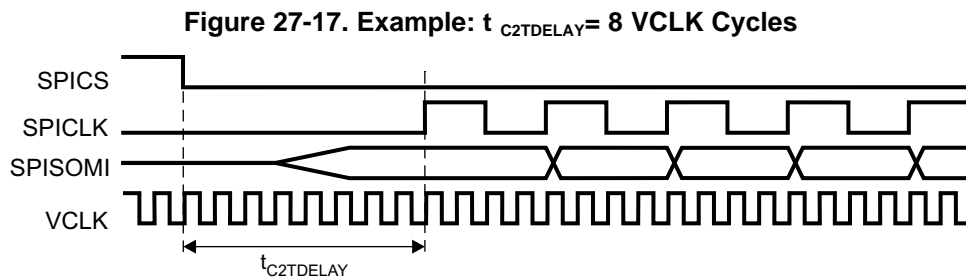 Figure 27-17. Example: t C2TDELAY= 8 VCLK Cycles
SPICS
SPICLK
SPISOMI
VCLK
tC2TDELAY